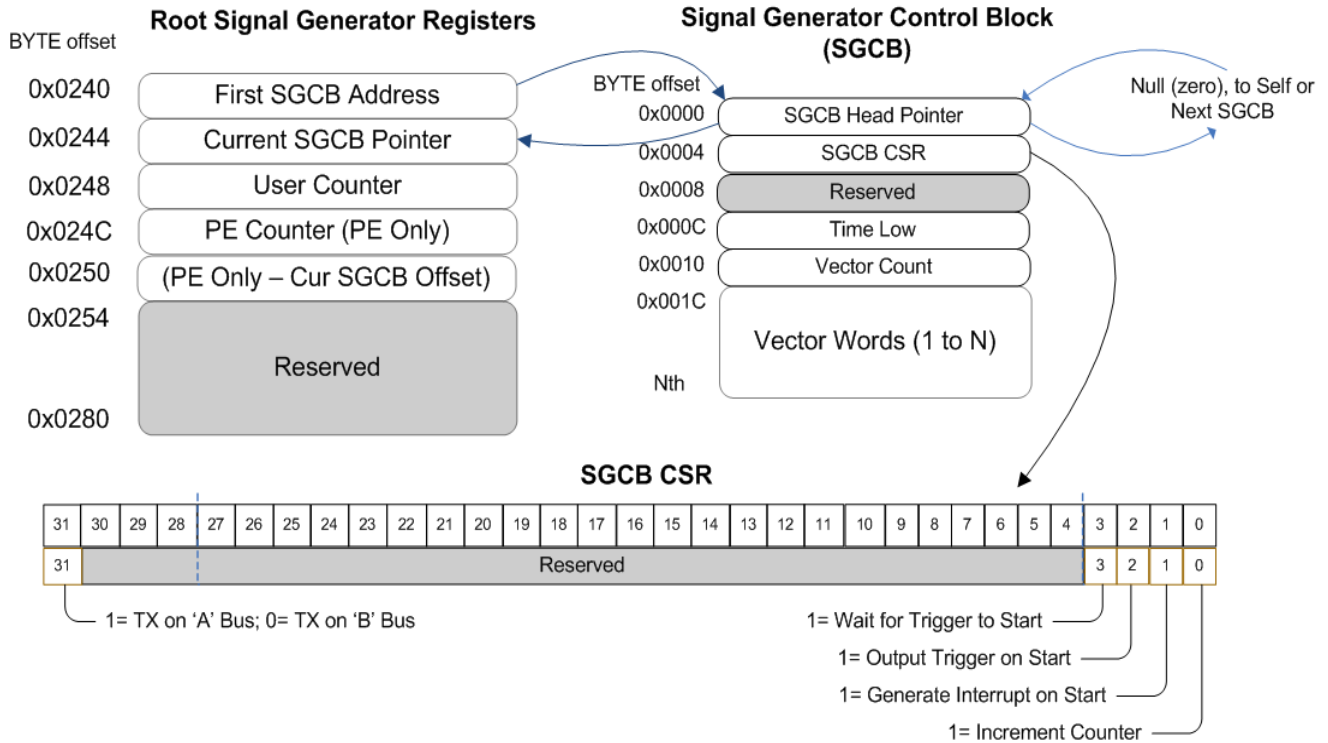 Root Signal Generator Registers
BYTE offset
0x0240
First SGCB Address
0x0244
Current SGCB Pointer
0x0248
User Counter
0x024C
PE Counter (PE Only)
0x0250
(PE Only – Cur SGCB Offset)
0x0254
Reserved
0x0280
Signal Generator Control Block
(SGCB)
BYTE offset
0x0000
SGCB Head Pointer
0x0004
SGCB CSR
0x0008
Reserved
0x000C
Time Low
0x0010
Vector Count
0x001C
Vector Words (1 to N)
Nth
Null (zero), to Self or
Next SGCB
SGCB CSR
31 30 29 28 27 26 25 24 23 22 21 20 19 18 17 16 15 14 13 12 11 10 9 8 7 6 5 4 3 2 1 0
31 Reserved 3 2 1 0
1= TX on ‘A’ Bus; 0= TX on ‘B’ Bus
1= Wait for Trigger to Start
1= Output Trigger on Start
1= Generate Interrupt on Start
1= Increment Counter